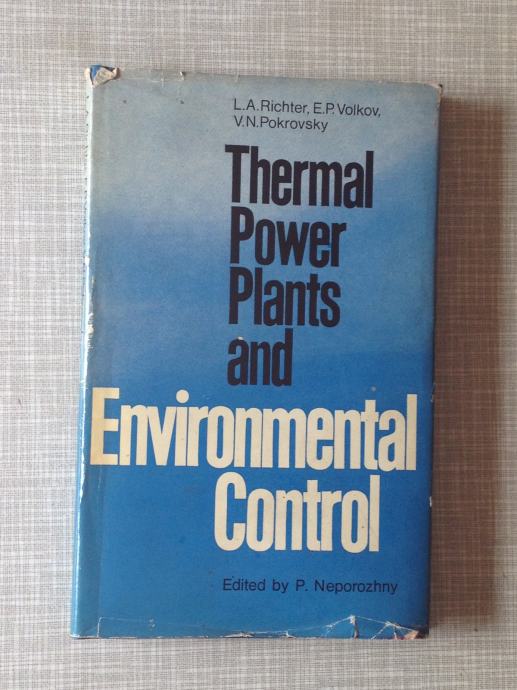 L.A.Richter, E.P.Volkov,
V.N.Pokrovsky
Thermal
Power
Plants
and
Environmental
Control
Edited by P. Neporozhny